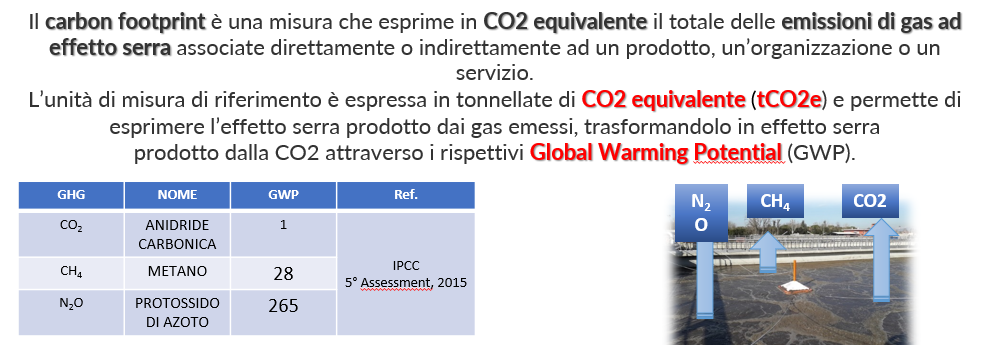 Il carbon footprint è una misura che esprime in CO2 equivalente il totale delle emissioni di gas ad
effetto serra associate direttamente o indirettamente ad un prodotto, un’organizzazione o un
servizio.
L’unità di misura di riferimento è espressa in tonnellate di CO2 equivalente (tCO2e) e permette di
esprimere l’effetto serra prodotto dai gas emessi, trasformandolo in effetto serra
prodotto dalla CO2 attraverso i rispettivi Global Warming Potential (GWP).
GHG NOME GWP Ref.
CO₂ ANIDRIDE CARBONICA 1
CH₄ METANO 28
N₂O PROTOSSIDO DI AZOTO 265
IPCC
5° Assessment, 2015
N₂
O
CH₄
CO2